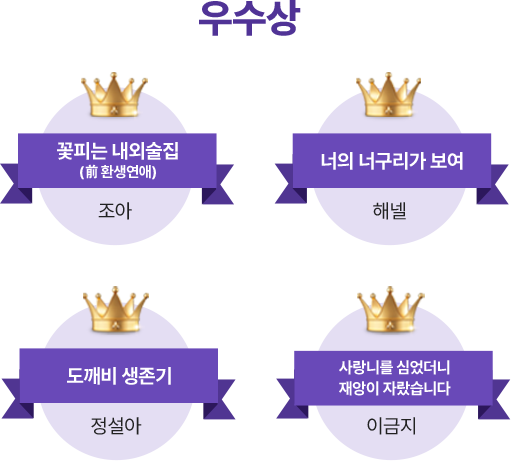 우수상
꽃피는 내외술집
(前 환생연애)
조아
너의 너구리가 보여
해넬
도깨비 생존기
정설아
사랑니를 심었더니
재앙이 자랐습니다
이금지